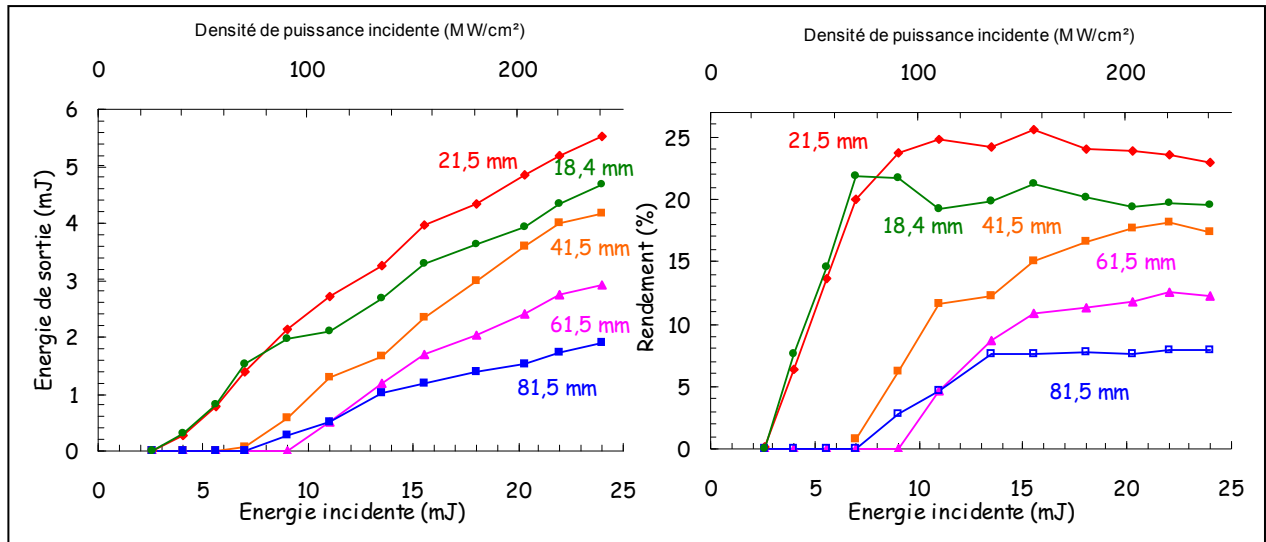 Densité de puissance incidente (MW/cm²)
0 100 200
6
5
4
3
2
1
0
Energie de sortie (mJ)
21,5 mm
18,4 mm
41,5 mm
61,5 mm
81,5 mm
0 5 10 15 20 25
Energie incidente (mJ)
Densité de puissance incidente (MW/cm²)
0 100 200
25
20
15
10
5
0
Rendement (%)
21,5 mm
18,4 mm
41,5 mm
61,5 mm
81,5 mm
0 5 10 15 20 25
Energie incidente (mJ)